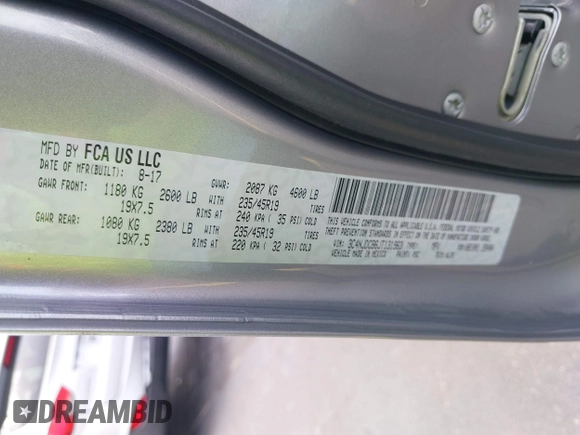 MFD BY FCA US LLC
DATE OF MFR(BUILT): 8-17 GVWR: 2087 KG 4600 LB
GAWR FRONT: 1180 KG 2600 LB WITH 235/45R19 TIRES
19X7.5 RIMS AT 240 KPA ( 35 PSI)
GAWR REAR: 1080 KG 2380 LB WITH 235/45R19 TIRES
19X7.5 RIMS AT 220 KPA ( 32 PSI)
THIS VEHICLE CONFORMS TO ALL APPLICABLE U.S.A. FEDERAL MOTOR VEHICLE SAFETY AND
THEFT PREVENTION STANDARDS IN EFFECT ON THE DATE OF MANUFACTURE SHOWN ABOVE.
VIN:
VEHICLE MADE IN MEXICO PAINT:
DREAMBID